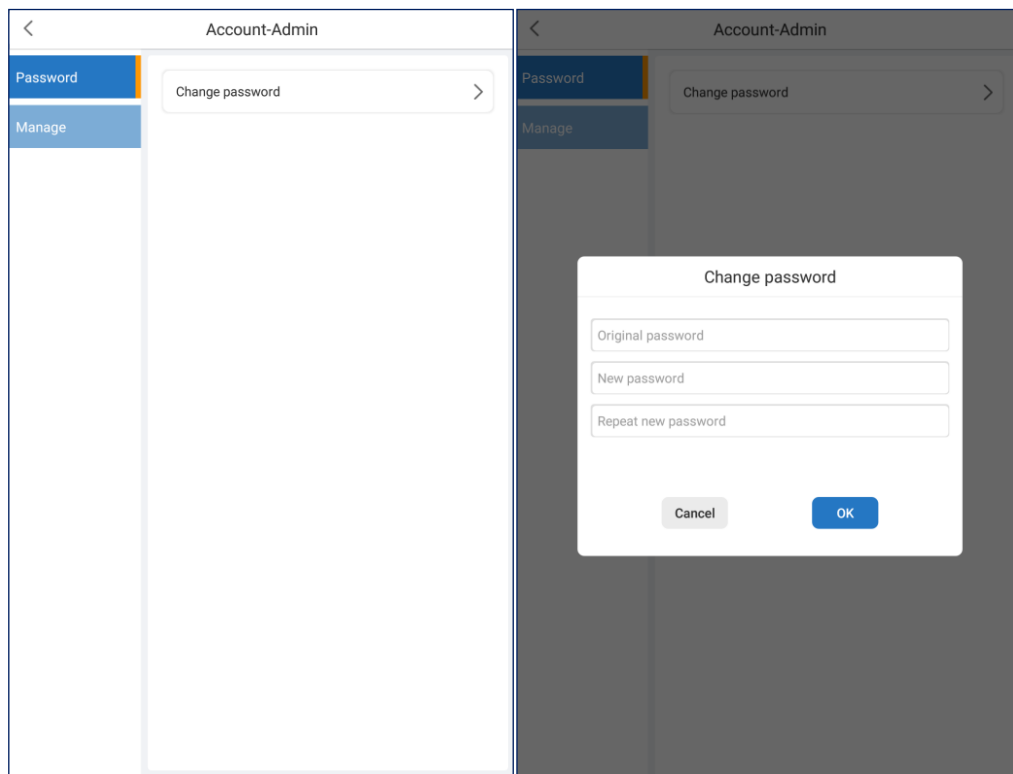 Account-Admin
Password
Change password
Manage
Account-Admin
Password
Change password
Manage
Change password
Original password
New password
Repeat new password
Cancel
OK